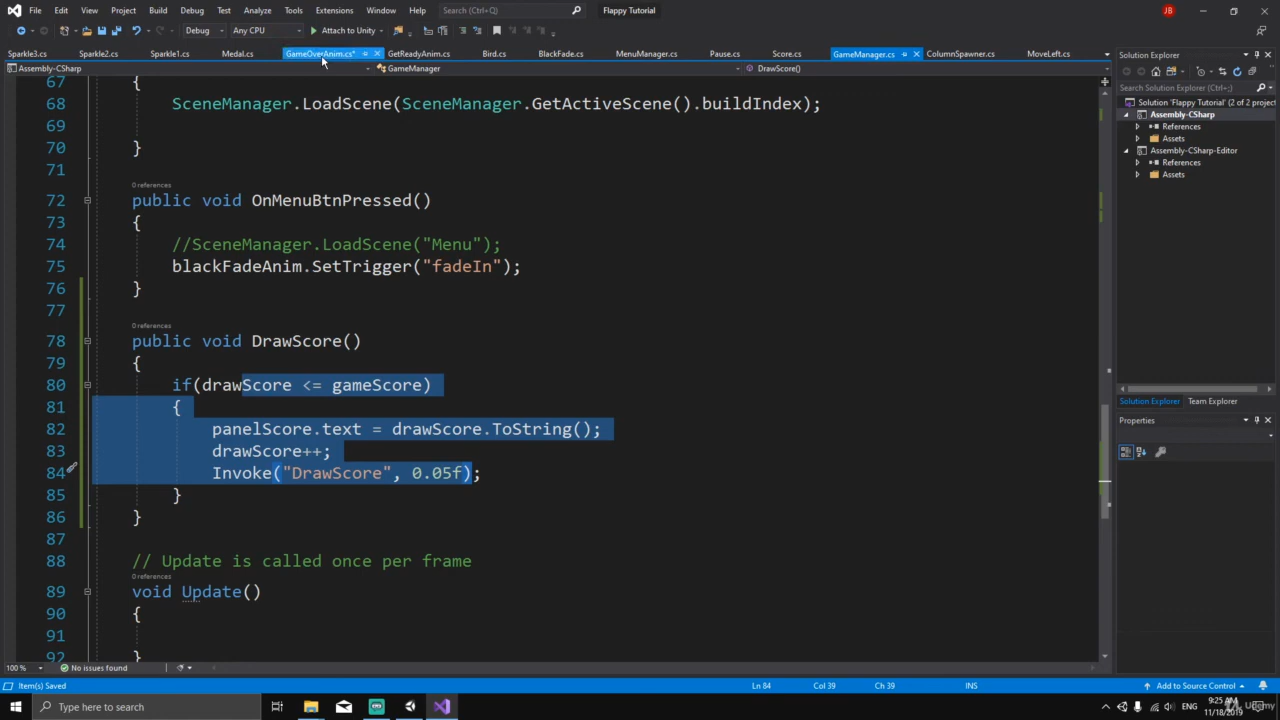 File Edit View Project Build Debug Test Analyze Tools Extensions Window Help Search (Ctrl+Q) Flappy Tutorial JB
Debug Any CPU Attach to Unity
Sparkle3.cs Sparkle2.cs Sparkle1.cs Medal.cs GameOverAnim.cs* GetReadyAnim.cs Bird.cs BlackFade.cs MenuManager.cs Pause.cs Score.cs GameManager.cs ColumnSpawner.cs MoveLeft.cs Solution Explorer
Assembly-CSharp GameManager DrawScore()
67 {
68 SceneManager.LoadScene(SceneManager.GetActiveScene().buildIndex);
69
70 }
71
0 references
72 public void OnMenuBtnPressed()
73 {
74 //SceneManager.LoadScene("Menu");
75 blackFadeAnim.SetTrigger("fadeIn");
76 }
77
0 references
78 public void DrawScore()
79 {
80 if(drawScore <= gameScore)
81 {
82 panelScore.text = drawScore.ToString();
83 drawScore++;
84 Invoke("DrawScore", 0.05f);
85 }
86 }
87
88 // Update is called once per frame
0 references
89 void Update()
90 {
91
92 }
Search Solution Explorer (Ctrl+;)
Solution 'Flappy Tutorial' (2 of 2 project
Assembly-CSharp
References
Assets
Assembly-CSharp-Editor
References
Assets
Solution Explorer Team Explorer
Properties
100 % No issues found
Item(s) Saved Ln 84 Col 39 Ch 39 INS Add to Source Control
Type here to search ENG 9:25 AM 11/18/2019
Udemy